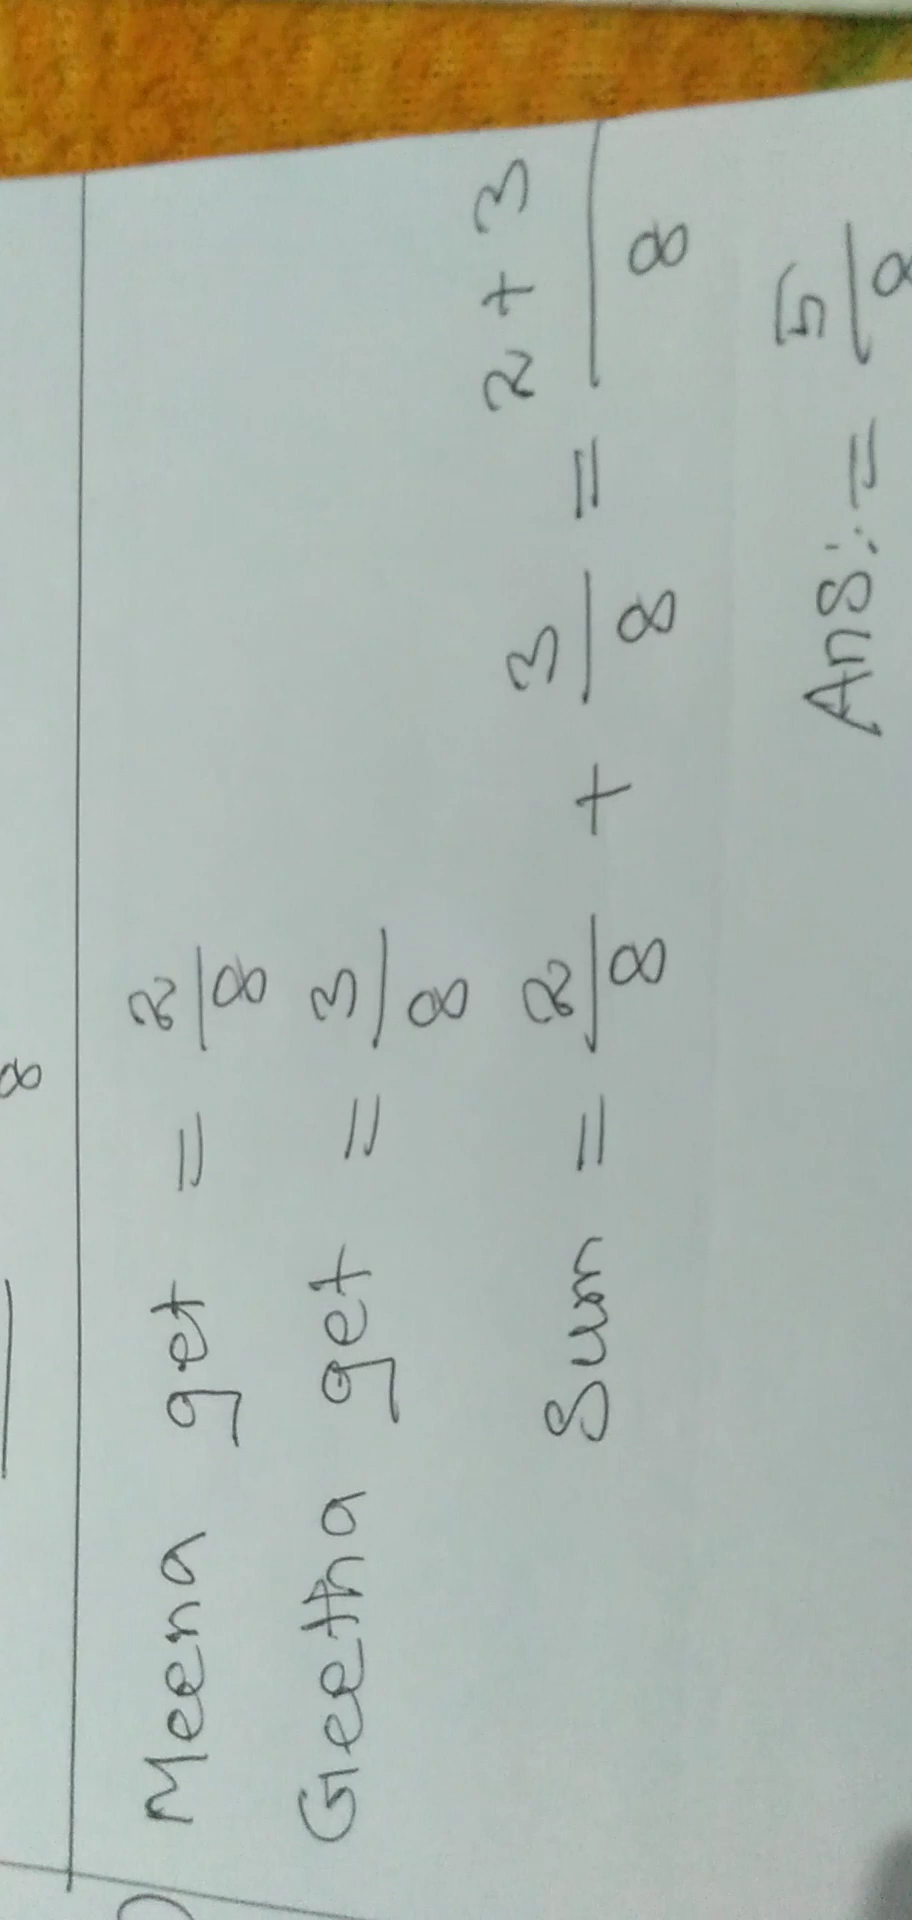 8
Meena get = 2/8
Geetha get = 3/8
Sum = 2/8 + 3/8 = 2 + 3/8
Ans:- = 5/8